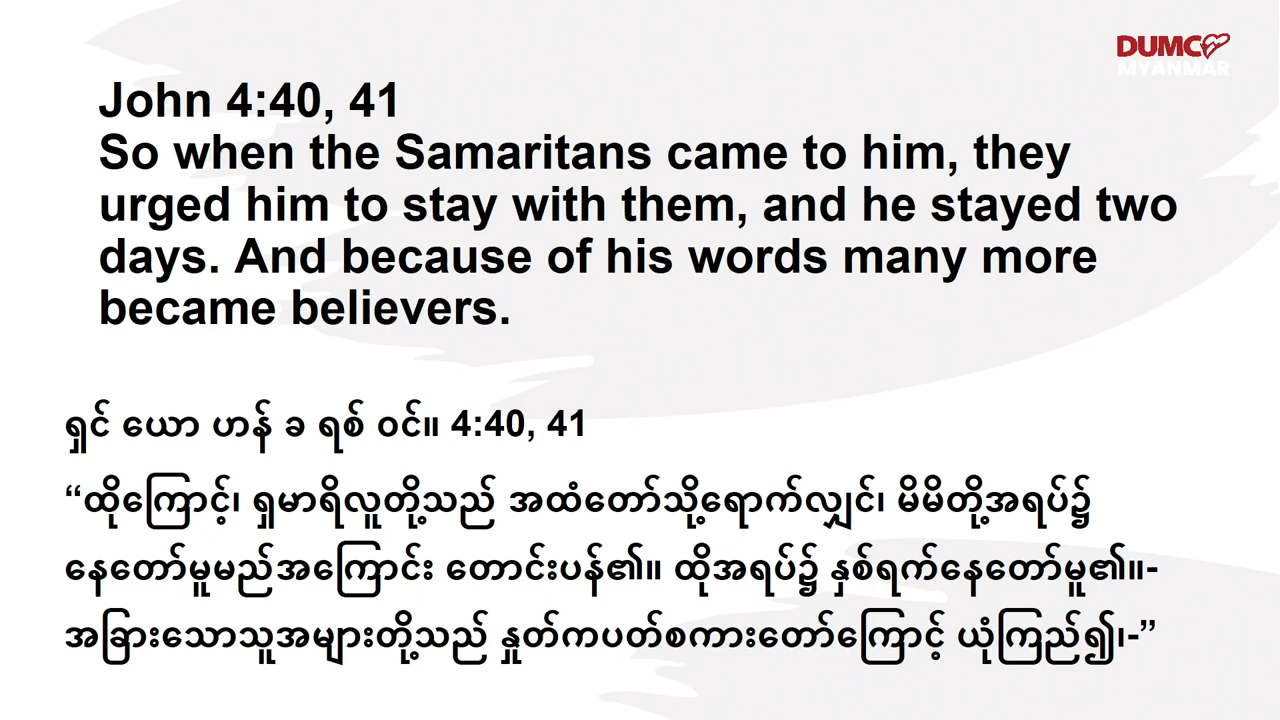 DUMC
MYANMAR
John 4:40, 41
So when the Samaritans came to him, they
urged him to stay with them, and he stayed two
days. And because of his words many more
became believers.
ရှင် ယော ဟန် ခ ရစ် ဝင်။ 4:40, 41
“ထိုကြောင့်၊ ရှမာရိလူတို့သည် အထံတော်သို့ရောက်လျှင်၊ မိမိတို့အရပ်၌
နေတော်မူမည်အကြောင်း တောင်းပန်၏။ ထိုအရပ်၌ နှစ်ရက်နေတော်မူ၏။-
အခြားသောသူအများတို့သည် နှုတ်ကပတ်စကားတော်ကြောင့် ယုံကြည်၍၊-”